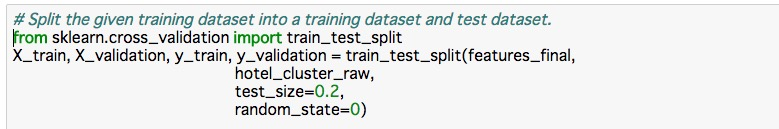 # Split the given training dataset into a training dataset and test dataset.
from sklearn.cross_validation import train_test_split
X_train, X_validation, y_train, y_validation = train_test_split(features_final,
hotel_cluster_raw,
test_size=0.2,
random_state=0)